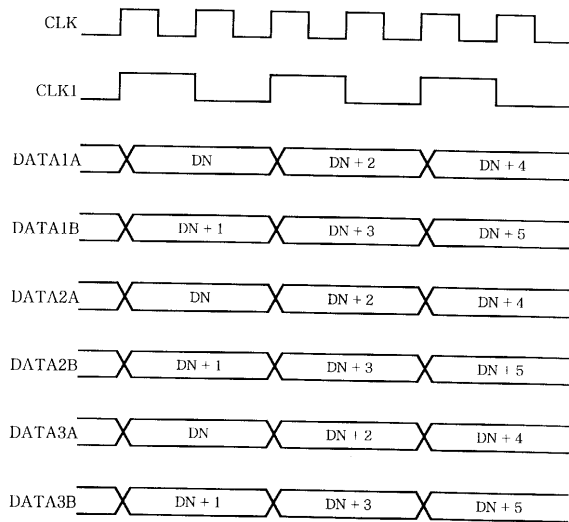 CLK
CLK1
DATA1A DN DN + 2 DN + 4
DATA1B DN + 1 DN + 3 DN + 5
DATA2A DN DN + 2 DN + 4
DATA2B DN + 1 DN + 3 DN + 5
DATA3A DN DN + 2 DN + 4
DATA3B DN + 1 DN + 3 DN + 5